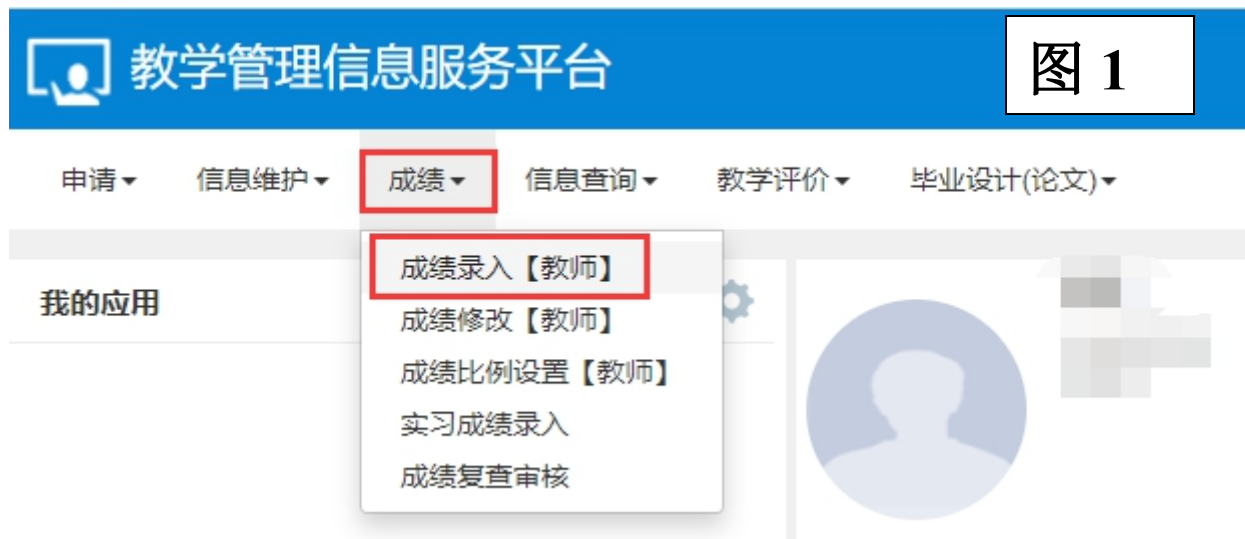 教学管理信息服务平台
图 1
申请 信息维护 成绩 信息查询 教学评价 毕业设计(论文)
我的应用
成绩录入【教师】
成绩修改【教师】
成绩比例设置【教师】
实习成绩录入
成绩复查审核